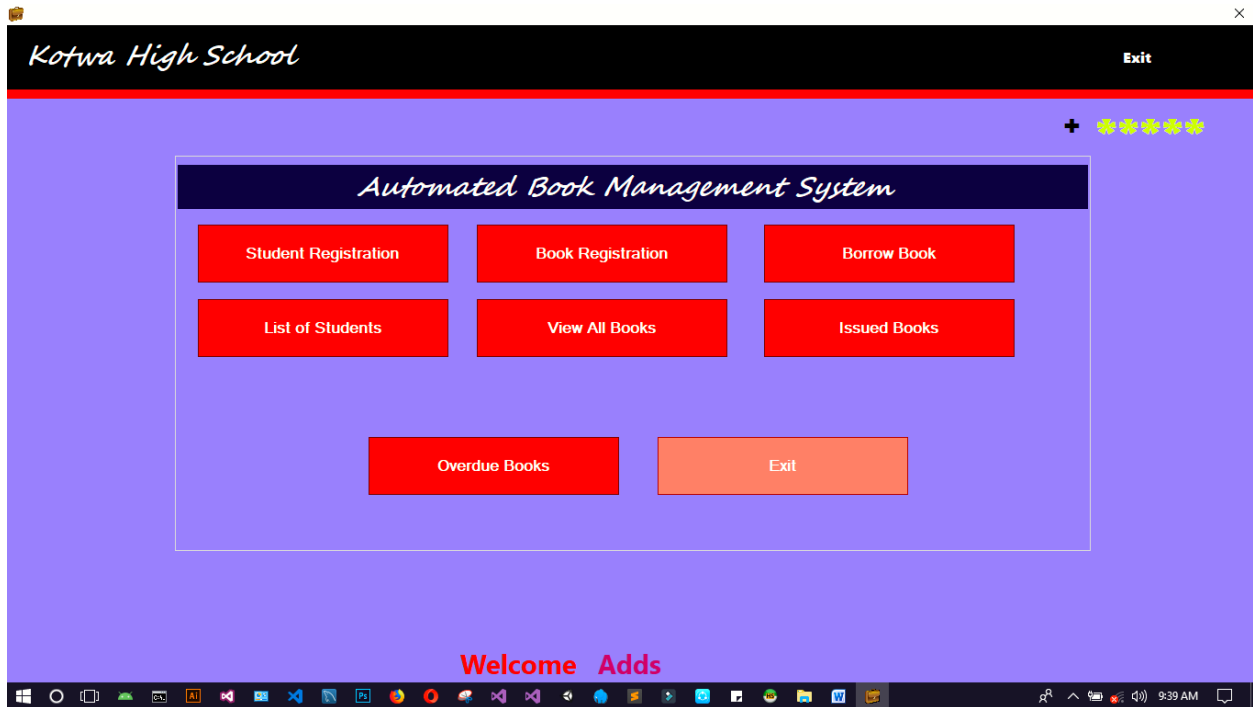 Kotwa High School
Exit
Automated Book Management System
Student Registration
Book Registration
Borrow Book
List of Students
View All Books
Issued Books
Overdue Books
Exit
Welcome Adds
9:39 AM